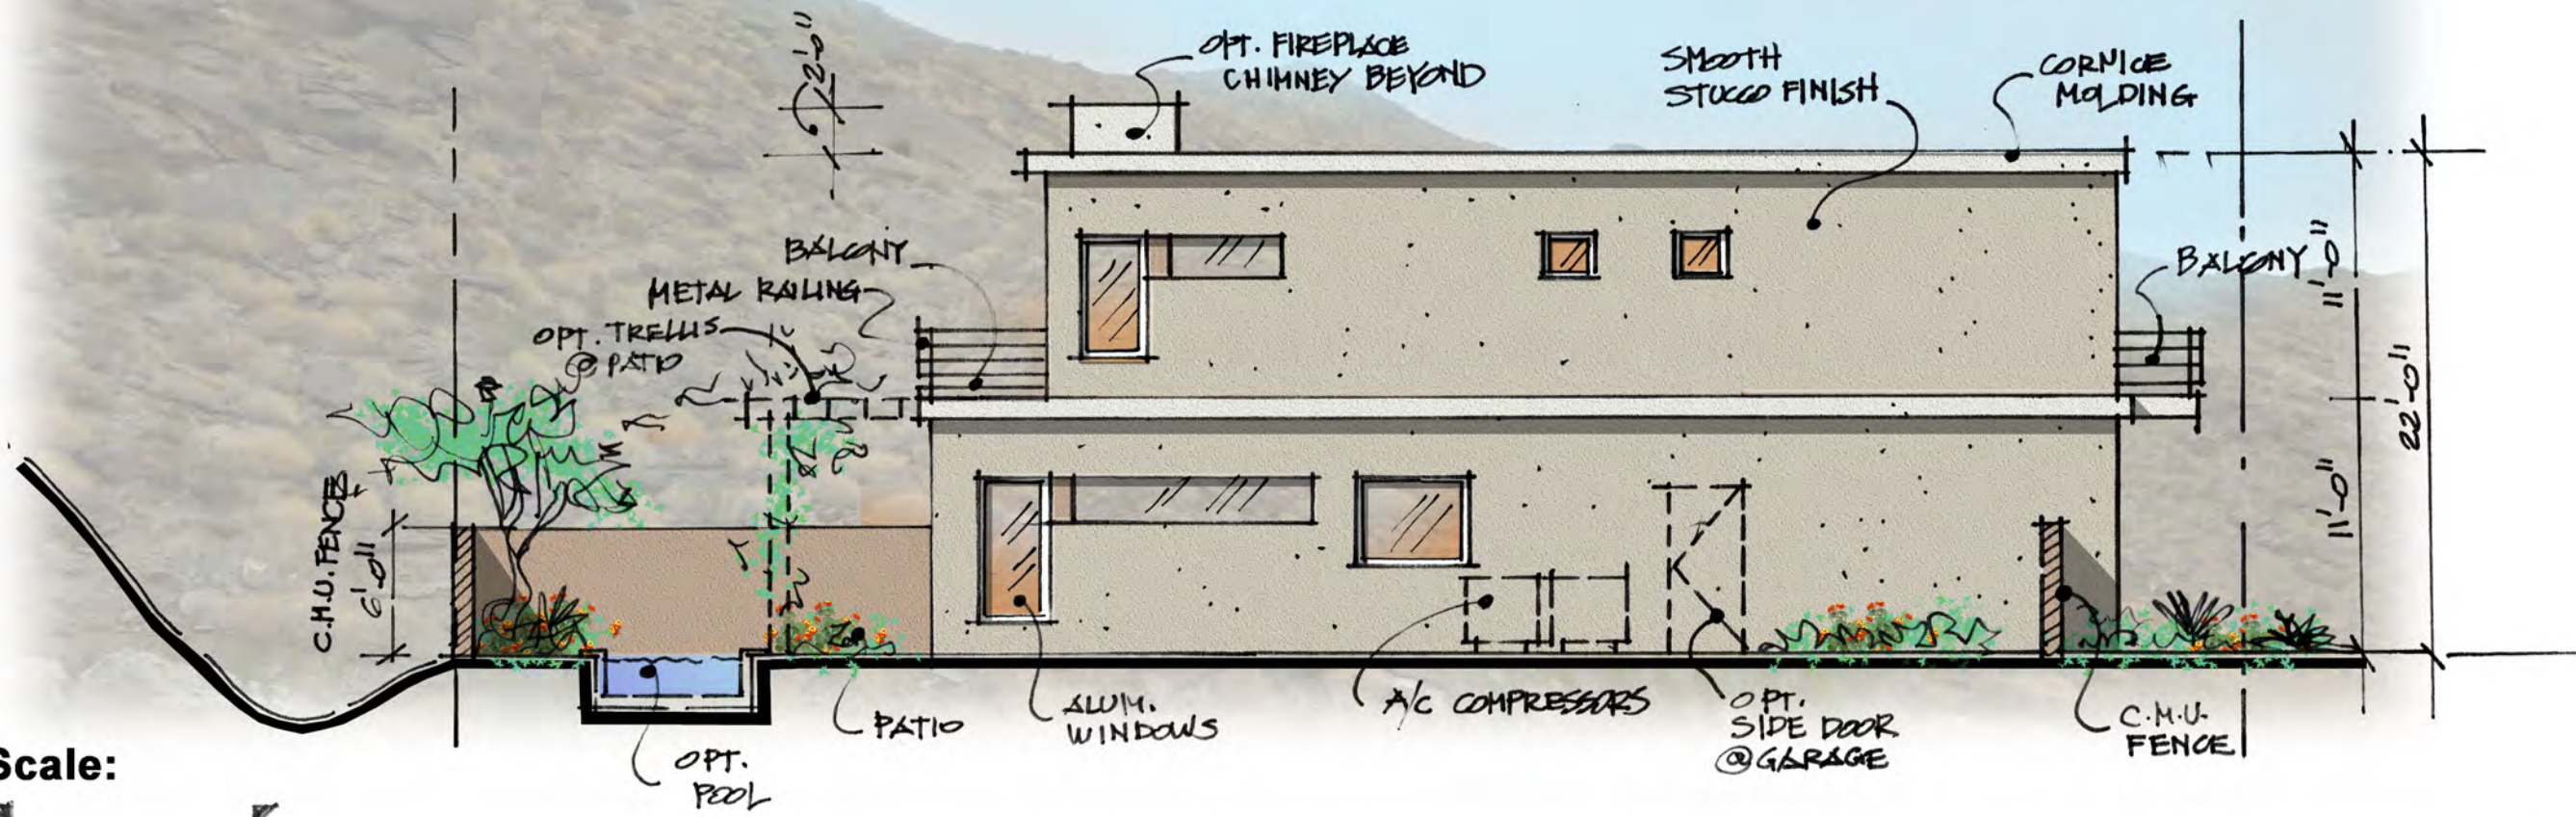 2'-0"
OPT. FIREPLACE
CHIMNEY BEYOND
SMOOTH
STUCCO FINISH
CORNICE
MOLDING
BALCONY
METAL RAILING
OPT. TRELLIS
@ PATIO
BALCONY
11'-0"
22'-0"
11'-0"
C.M.U. FENCES
6'-0"
PATIO
ALUM.
WINDOWS
A/C COMPRESSORS
OPT.
SIDE DOOR
@ GARAGE
C.M.U.
FENCE
OPT.
POOL
Scale: